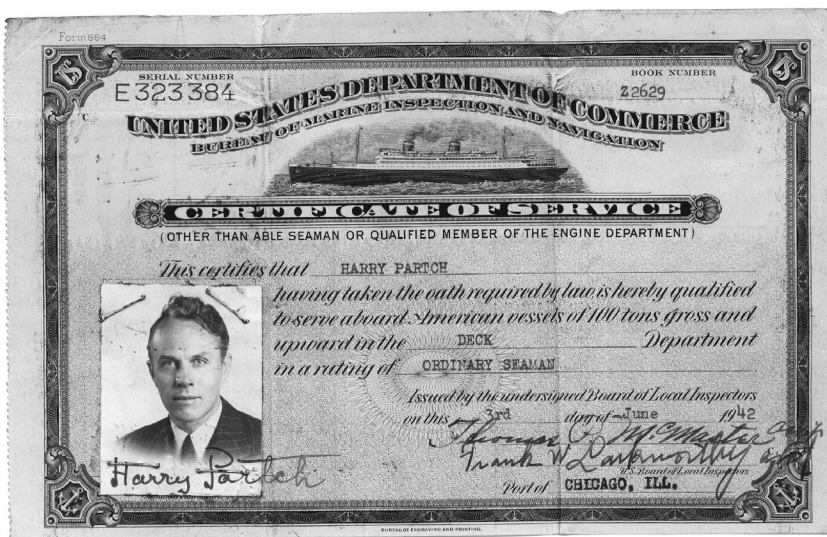 Form 884
SERIAL NUMBER
E323384
BOOK NUMBER
Z2629
UNITED STATES DEPARTMENT OF COMMERCE
BUREAU OF MARINE INSPECTION AND NAVIGATION
CERTIFICATE OF SERVICE
(OTHER THAN ABLE SEAMAN OR QUALIFIED MEMBER OF THE ENGINE DEPARTMENT)
This certifies that HARRY PARTCH
having taken the oath required by law, is hereby qualified
to serve aboard American vessels of 100 tons gross and
upward in the DECK Department
in a rating of ORDINARY SEAMAN
Issued by the undersigned Board of Local Inspectors
on this 3rd day of June 1942
Thomas McMaster
Frank W
U.S. Board of Local Inspectors
Port of CHICAGO, ILL.
Harry Partch
BUREAU OF ENGRAVING AND PRINTING.